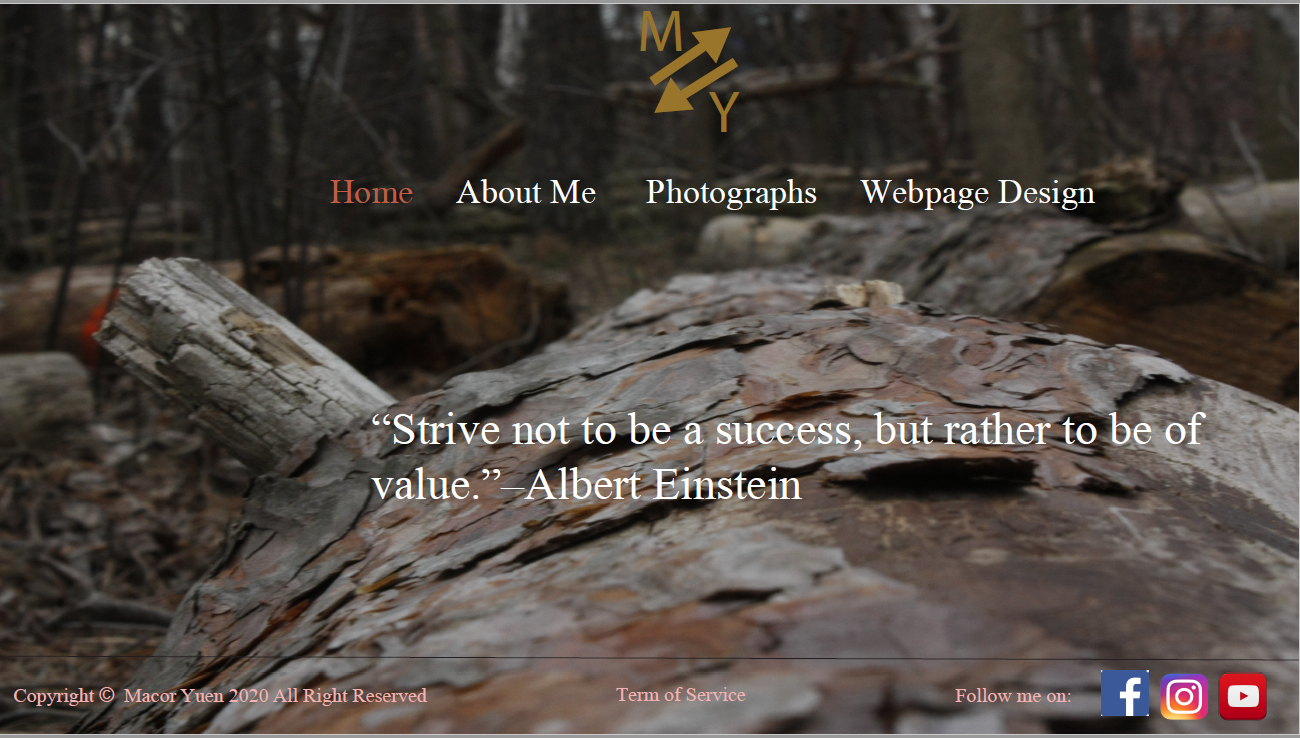 M
Y
Home About Me Photographs Webpage Design
“Strive not to be a success, but rather to be of
value.”–Albert Einstein
Copyright © Macor Yuen 2020 All Right Reserved Term of Service Follow me on: